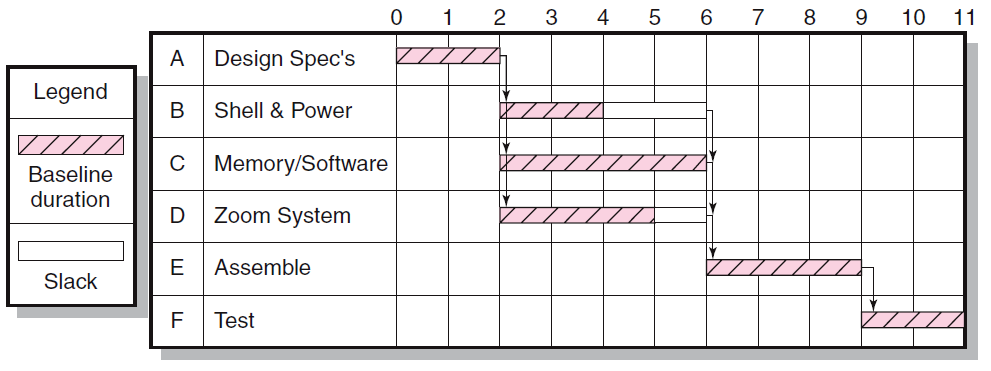 0 1 2 3 4 5 6 7 8 9 10 11
Legend
Baseline
duration
Slack
A Design Spec's
B Shell & Power
C Memory/Software
D Zoom System
E Assemble
F Test